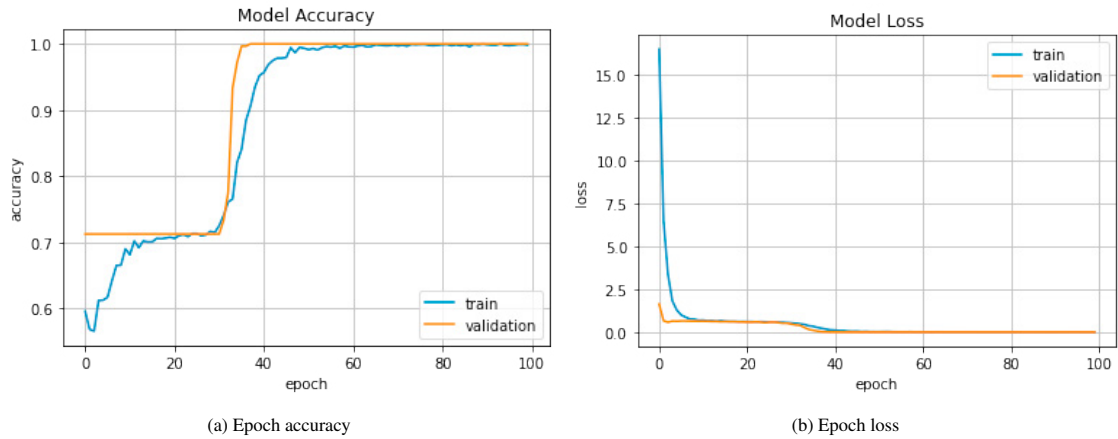 Model Accuracy
1.0
0.9
0.8
0.7
0.6
accuracy
0
20
40
60
80
100
epoch
train
validation
(a) Epoch accuracy
Model Loss
15.0
12.5
10.0
7.5
5.0
2.5
0.0
loss
0
20
40
60
80
100
epoch
train
validation
(b) Epoch loss